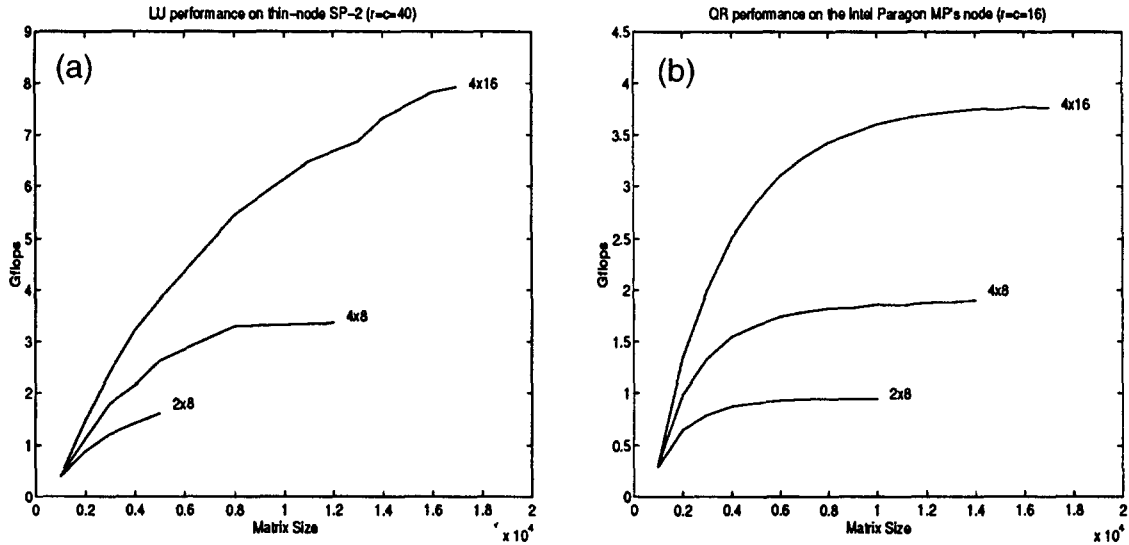 LU performance on thin-node SP-2 (r=c=40)
(a)
Gflops
9
8
7
6
5
4
3
2
1
0
4x16
4x8
2x8
0 0.2 0.4 0.6 0.8 1 1.2 1.4 1.6 1.8 2
Matrix Size
x 10^4
QR performance on the Intel Paragon MP's node (r=c=16)
(b)
Gflops
4.5
4
3.5
3
2.5
2
1.5
1
0.5
0
4x16
4x8
2x8
0 0.2 0.4 0.6 0.8 1 1.2 1.4 1.6 1.8 2
Matrix Size
x 10^4